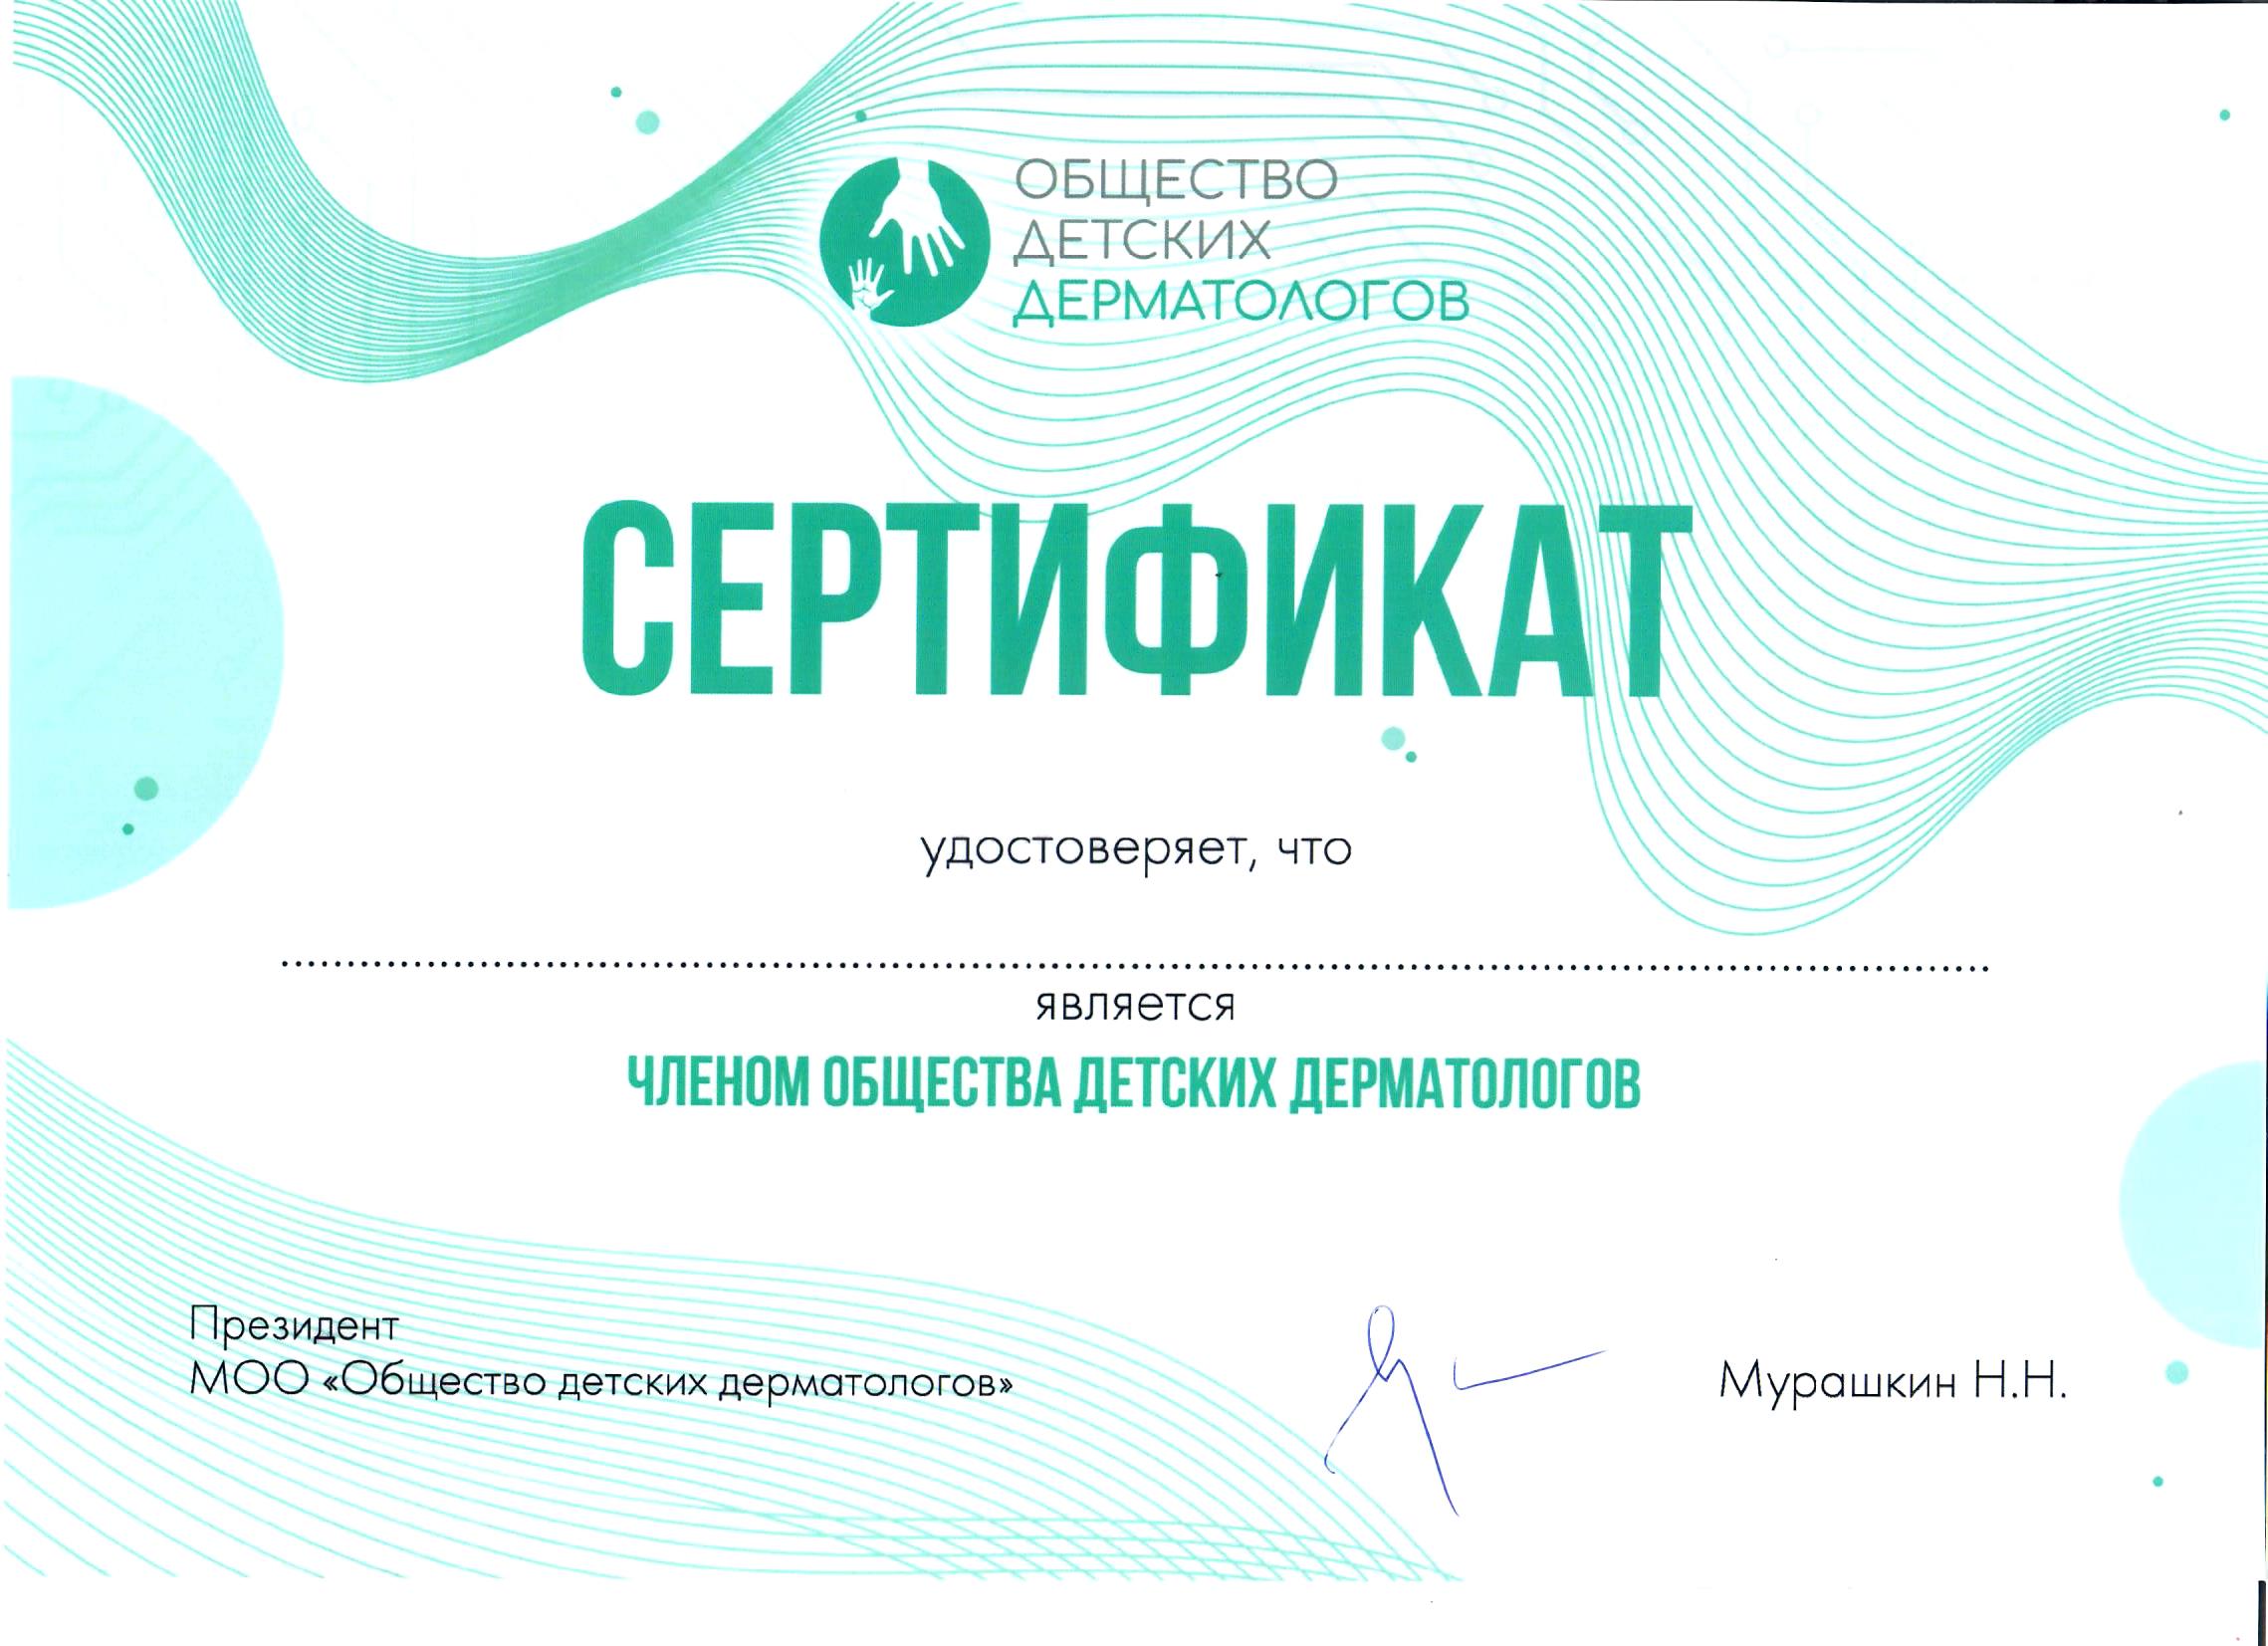 ОБЩЕСТВО
ДЕТСКИХ
ДЕРМАТОЛОГОВ
СЕРТИФИКАТ
удостоверяет, что
является
ЧЛЕНОМ ОБЩЕСТВА ДЕТСКИХ ДЕРМАТОЛОГОВ
Президент
МОО «Общество детских дерматологов»
Мурашкин Н.Н.